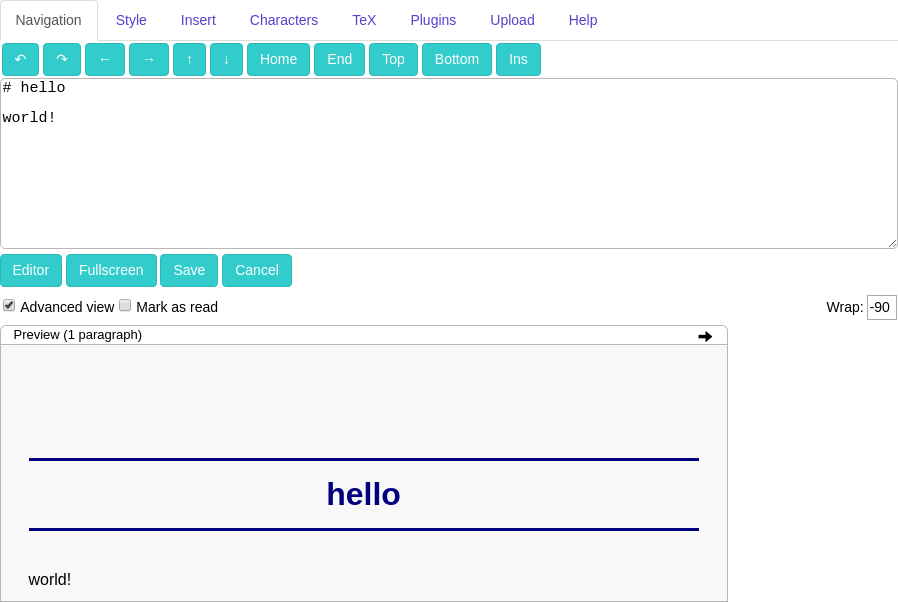 Navigation Style Insert Characters TeX Plugins Upload Help
↶ ↷ ← → ↑ ↓ Home End Top Bottom Ins
# hello
world!
Editor Fullscreen Save Cancel
Advanced view Mark as read Wrap: -90
Preview (1 paragraph)
hello
world!